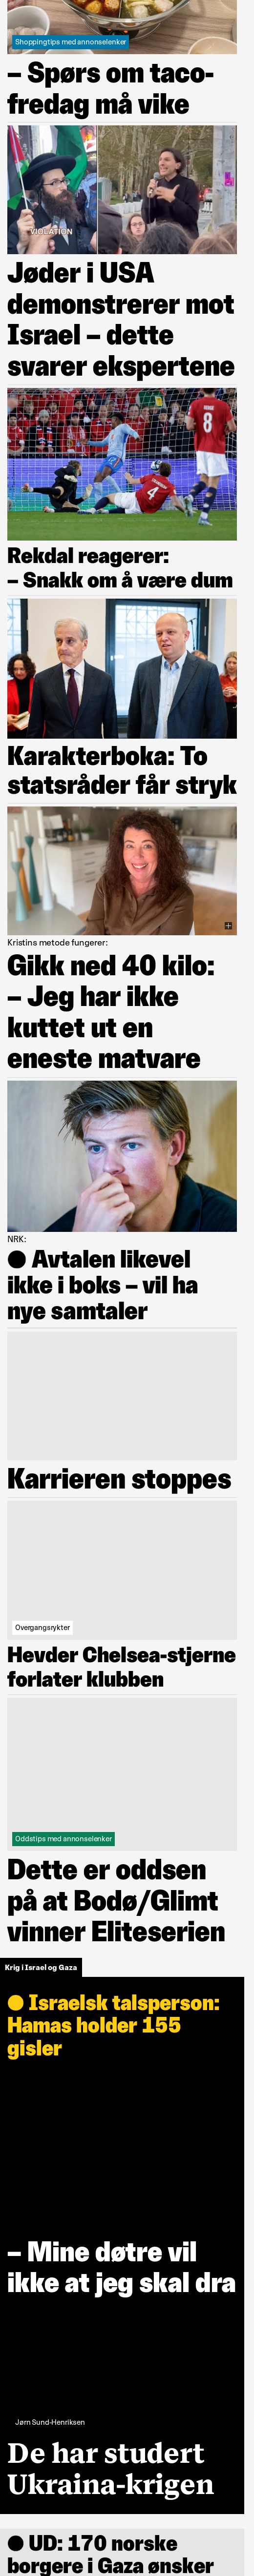 Shoppingtips med annonselenker
– Spørs om taco-
fredag må vike
VIOLATION
Jøder i USA
demonstrerer mot
Israel – dette
svarer ekspertene
8
4
Rekdal reagerer:
– Snakk om å være dum
Karakterboka: To
statsråder får stryk
Kristins metode fungerer:
Gikk ned 40 kilo:
– Jeg har ikke
kuttet ut en
eneste matvare
NRK:
● Avtalen likevel
ikke i boks – vil ha
nye samtaler
Karrieren stoppes
Overgangsrykter
Hevder Chelsea-stjerne
forlater klubben
Oddstips med annonselenker
Dette er oddsen
på at Bodø/Glimt
vinner Eliteserien
Krig i Israel og Gaza
● Israelsk talsperson:
Hamas holder 155
gisler
– Mine døtre vil
ikke at jeg skal dra
Jørn Sund-Henriksen
De har studert
Ukraina-krigen
● UD: 170 norske
borgere i Gaza ønsker